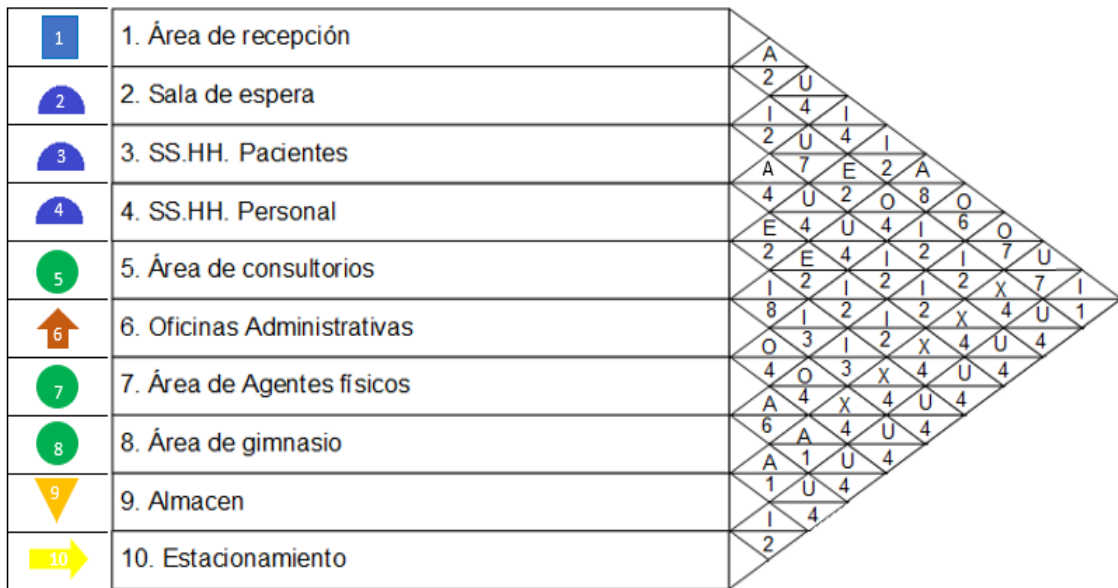 1 1. Área de recepción
A
2 U
2 2. Sala de espera
I 4 I
2 U 4 I
3 3. SS.HH. Pacientes
A 7 E 2 A
4 U 2 O 8 O
4 4. SS.HH. Personal
E 4 U 4 I 6 O
2 E 4 I 2 I 7 U
5 5. Área de consultorios
I 2 I 2 I 2 X 7 I
8 I 2 I 2 X 4 U 1
6 6. Oficinas Administrativas
O 3 I 2 X 4 U 4
4 O 3 X 4 U 4
7 7. Área de Agentes físicos
A 4 X 4 U 4
6 A 4 U 4
8 8. Área de gimnasio
A 1 U 4
1 U 4
9 9. Almacen
I 4
2
10 10. Estacionamiento